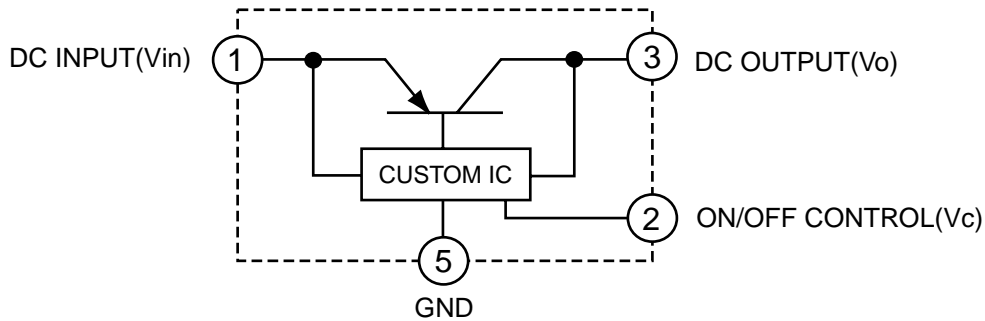 DC INPUT(Vin)
1
3
DC OUTPUT(Vo)
CUSTOM IC
2
ON/OFF CONTROL(Vc)
5
GND